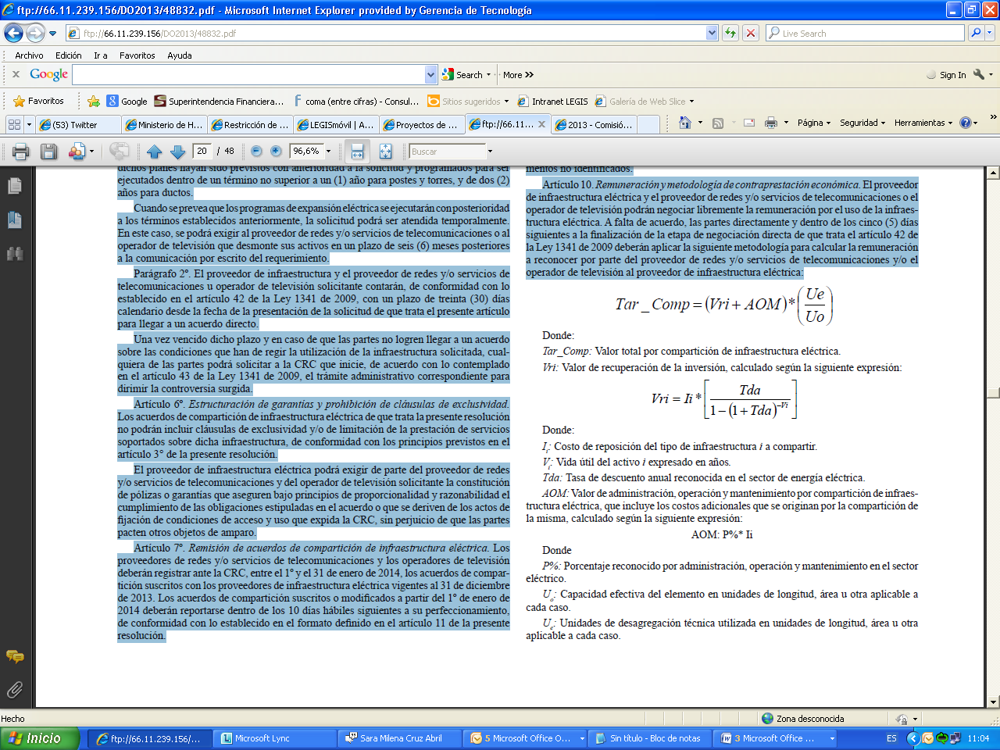 ftp://66.11.239.156/DO2013/48832.pdf - Microsoft Internet Explorer provided by Gerencia de Tecnología
ftp://66.11.239.156/DO2013/48832.pdf
Live Search
Archivo Edición Ir a Favoritos Ayuda
x Google Search More >> Sign In
Favoritos Google Superintendencia Financiera... coma (entre cifras) - Consul... Sitios sugeridos Intranet LEGIS Galería de Web Slice
(53) Twitter Ministerio de H... Restricción de ... LEGISmóvil | A... Proyectos de ... ftp://66.11.... 2013 - Comisió... Página Seguridad Herramientas
20 / 48 96,6% Buscar
dichos planes hayan sido previstos con anterioridad a la solicitud y programados para ser
ejecutados dentro de un término no superior a un (1) año para postes y torres, y de dos (2)
años para ductos.
Cuando se prevea que los programas de expansión eléctrica se ejecutarán con posterioridad
a los términos establecidos anteriormente, la solicitud podrá ser atendida temporalmente.
En este caso, se podrá exigir al proveedor de redes y/o servicios de telecomunicaciones o al
operador de televisión que desmonte sus activos en un plazo de seis (6) meses posteriores
a la comunicación por escrito del requerimiento.
Parágrafo 2º. El proveedor de infraestructura y el proveedor de redes y/o servicios de
telecomunicaciones u operador de televisión solicitante contarán, de conformidad con lo
establecido en el artículo 42 de la Ley 1341 de 2009, con un plazo de treinta (30) días
calendario desde la fecha de la presentación de la solicitud de que trata el presente artículo
para llegar a un acuerdo directo.
Una vez vencido dicho plazo y en caso de que las partes no logren llegar a un acuerdo
sobre las condiciones que han de regir la utilización de la infraestructura solicitada, cual-
quiera de las partes podrá solicitar a la CRC que inicie, de acuerdo con lo contemplado
en el artículo 43 de la Ley 1341 de 2009, el trámite administrativo correspondiente para
dirimir la controversia surgida.
Artículo 6º. Estructuración de garantías y prohibición de cláusulas de exclusividad.
Los acuerdos de compartición de infraestructura eléctrica de que trata la presente resolución
no podrán incluir cláusulas de exclusividad y/o de limitación de la prestación de servicios
soportados sobre dicha infraestructura, de conformidad con los principios previstos en el
artículo 3° de la presente resolución.
El proveedor de infraestructura eléctrica podrá exigir de parte del proveedor de redes
y/o servicios de telecomunicaciones y del operador de televisión solicitante la constitución
de pólizas o garantías que aseguren bajo principios de proporcionalidad y razonabilidad el
cumplimiento de las obligaciones estipuladas en el acuerdo o que se deriven de los actos de
fijación de condiciones de acceso y uso que expida la CRC, sin perjuicio de que las partes
pacten otros objetos de amparo.
Artículo 7º. Remisión de acuerdos de compartición de infraestructura eléctrica. Los
proveedores de redes y/o servicios de telecomunicaciones y los operadores de televisión
deberán registrar ante la CRC, entre el 1º y el 31 de enero de 2014, los acuerdos de compar-
tición suscritos con los proveedores de infraestructura eléctrica vigentes al 31 de diciembre
de 2013. Los acuerdos de compartición suscritos o modificados a partir del 1º de enero de
2014 deberán reportarse dentro de los 10 días hábiles siguientes a su perfeccionamiento,
de conformidad con lo establecido en el formato definido en el artículo 11 de la presente
resolución.
mentos no identificados.
Artículo 10. Remuneración y metodología de contraprestación económica. El proveedor
de infraestructura eléctrica y el proveedor de redes y/o servicios de telecomunicaciones o el
operador de televisión podrán negociar libremente la remuneración por el uso de la infraes-
tructura eléctrica. A falta de acuerdo, las partes directamente y dentro de los cinco (5) días
siguientes a la finalización de la etapa de negociación directa de que trata el artículo 42 de
la Ley 1341 de 2009 deberán aplicar la siguiente metodología para calcular la remuneración
a reconocer por parte del proveedor de redes y/o servicios de telecomunicaciones y/o el
operador de televisión al proveedor de infraestructura eléctrica:
Tar _ Comp = (Vri + AOM) * (Ue / Uo)
Donde:
Tar_Comp: Valor total por compartición de infraestructura eléctrica.
Vri: Valor de recuperación de la inversión, calculado según la siguiente expresión:
Vri = Ii * [Tda / 1 − (1 + Tda)^−Vi]
Donde:
Ii: Costo de reposición del tipo de infraestructura i a compartir.
Vi: Vida útil del activo i expresado en años.
Tda: Tasa de descuento anual reconocida en el sector de energía eléctrica.
AOM: Valor de administración, operación y mantenimiento por compartición de infraes-
tructura eléctrica, que incluye los costos adicionales que se originan por la compartición de
la misma, calculado según la siguiente expresión:
AOM: P%* Ii
Donde
P%: Porcentaje reconocido por administración, operación y mantenimiento en el sector
eléctrico.
Uo: Capacidad efectiva del elemento en unidades de longitud, área u otra aplicable a
cada caso.
Ue: Unidades de desagregación técnica utilizada en unidades de longitud, área u otra
aplicable a cada caso.
Hecho Zona desconocida
Inicio ftp://66.11.239.156/... Microsoft Lync Sara Milena Cruz Abril 5 Microsoft Office O... Sin título - Bloc de notas 3 Microsoft Office ... ES 11:04